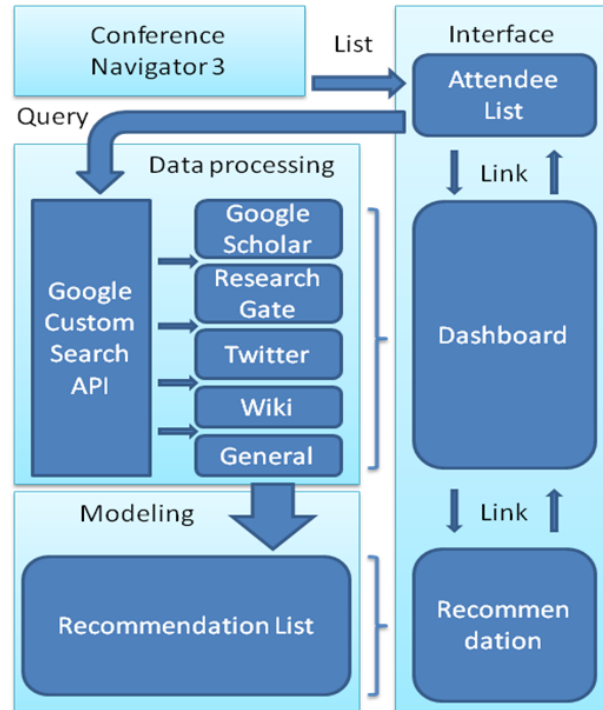 Conference
Navigator 3
List
Interface
Attendee
List
Query
Link
Data processing
Google
Custom
Search
API
Google
Scholar
Research
Gate
Twitter
Wiki
General
Dashboard
Link
Modeling
Recommendation List
Recommen
dation